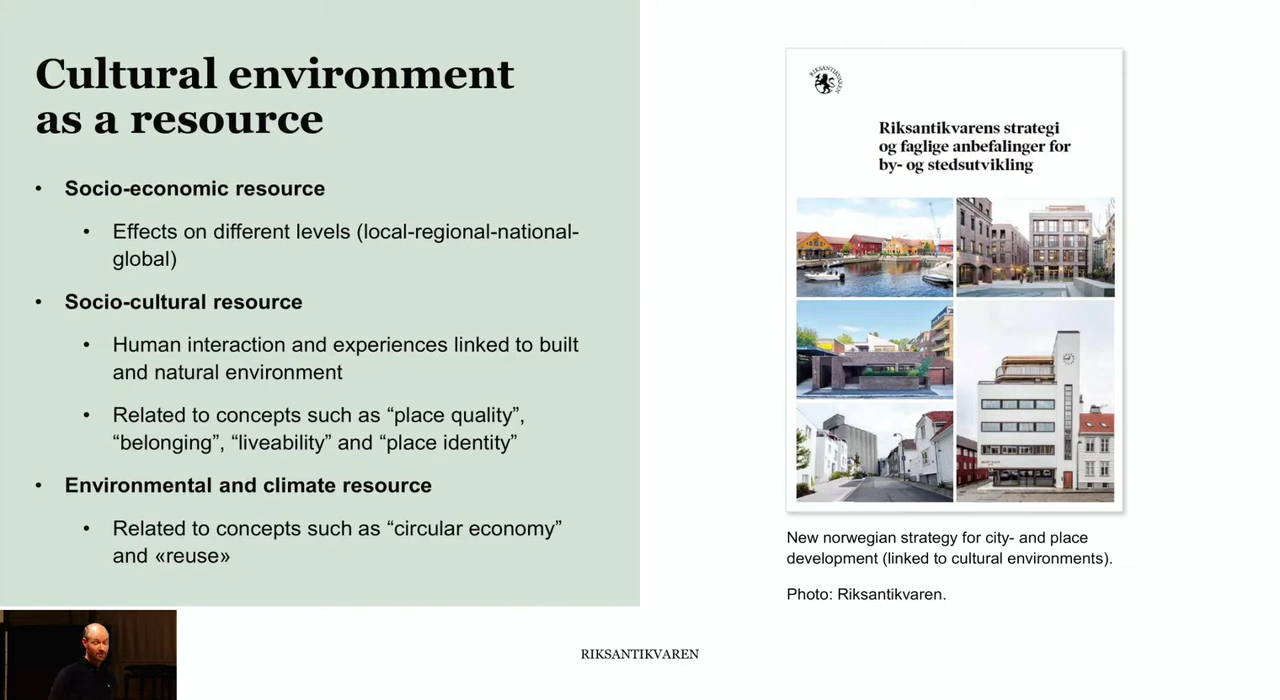 Cultural environment
as a resource
• Socio-economic resource
• Effects on different levels (local-regional-national-
global)
• Socio-cultural resource
• Human interaction and experiences linked to built
and natural environment
• Related to concepts such as “place quality”,
“belonging”, “liveability” and “place identity”
• Environmental and climate resource
• Related to concepts such as “circular economy”
and «reuse»
RIKSANTIKVAREN
Riksantikvarens strategi
og faglige anbefalinger for
by- og stedsutvikling
New norwegian strategy for city- and place
development (linked to cultural environments).
Photo: Riksantikvaren.
RIKSANTIKVAREN